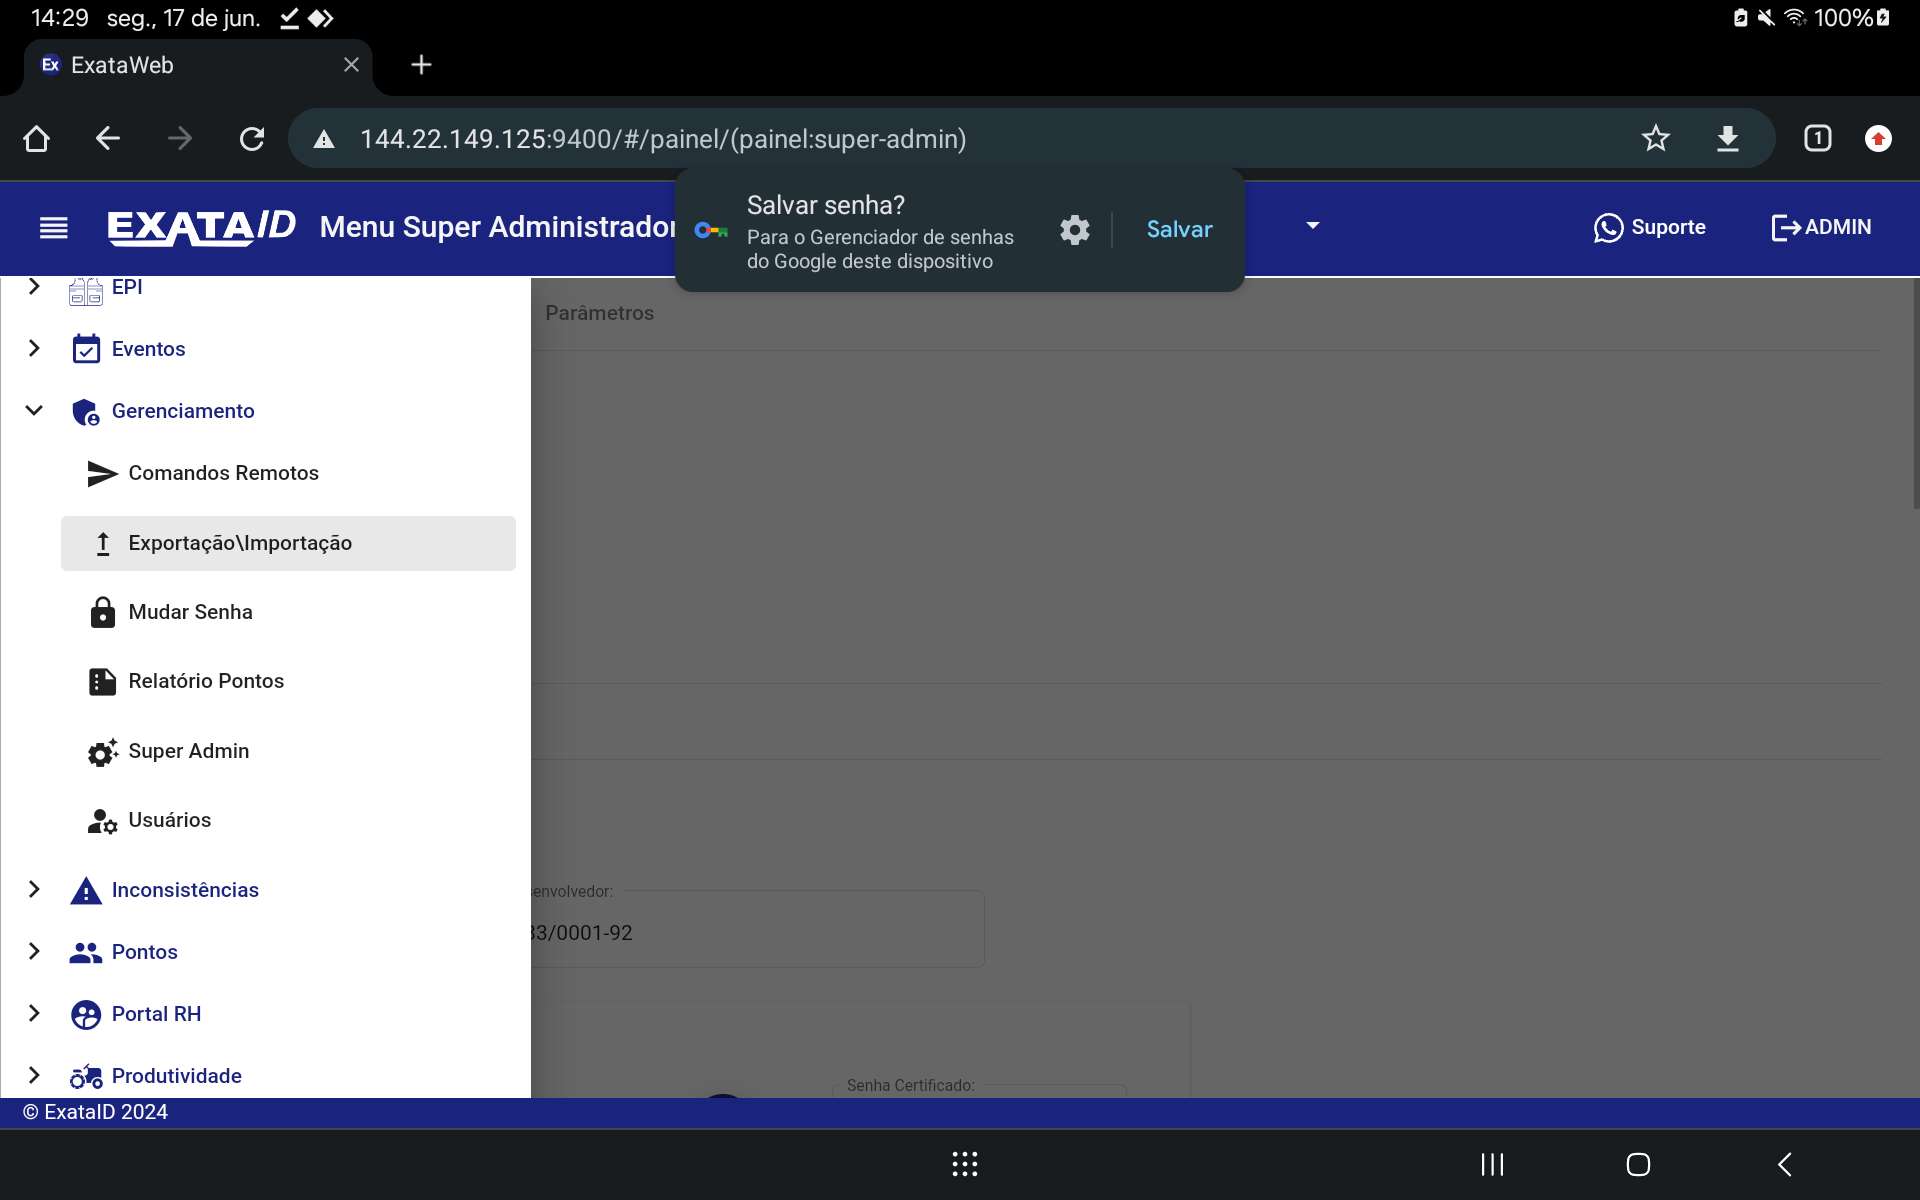 14:29 seg., 17 de jun. 100%
Ex ExataWeb
144.22.149.125:9400/#/painel/(painel:super-admin) 1
EXATAID Menu Super Administrador Suporte ADMIN
Salvar senha?
Para o Gerenciador de senhas
do Google deste dispositivo
Salvar
EPI
Parâmetros
Eventos
Gerenciamento
Comandos Remotos
Exportação\Importação
Mudar Senha
Relatório Pontos
Super Admin
Usuários
Inconsistências
envolvedor:
33/0001-92
Pontos
Portal RH
Produtividade
Senha Certificado:
© ExataID 2024